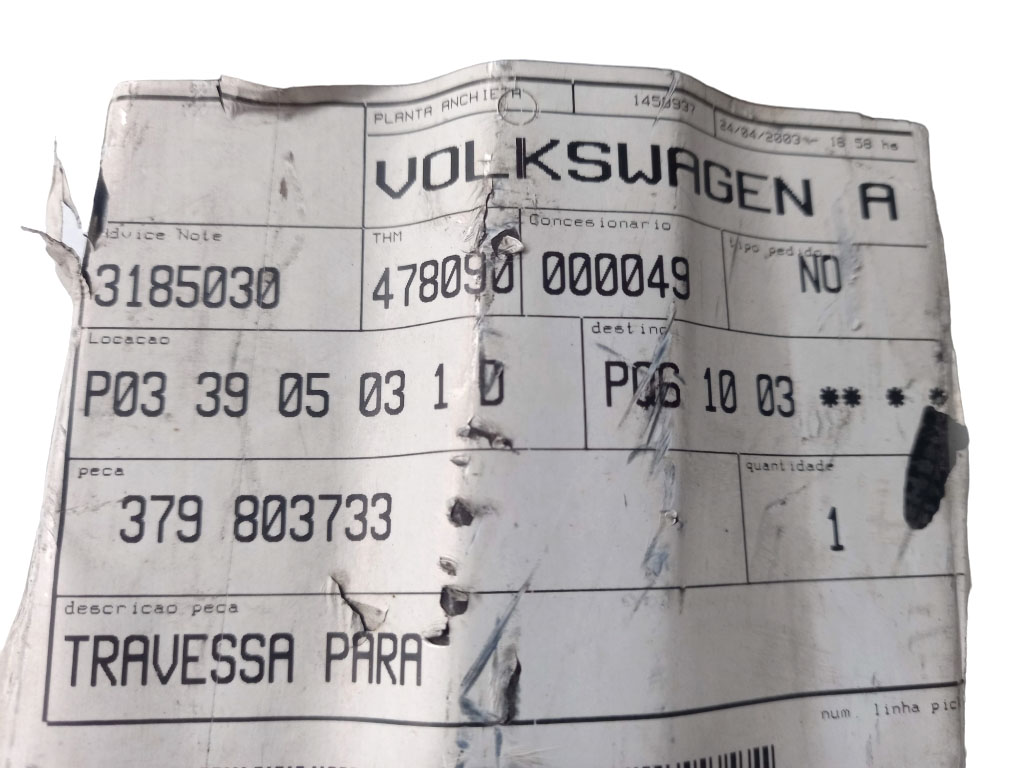 PLANTA ANCHIETA
24/04/2003 18 58 hs
VOLKSWAGEN A
Advice Note THM Concesionario tipo pedido
3185030 478090 000049 NO
Locacao destino
P03 39 05 03 1 0 P06 10 03 ** * *
peca quantidade
379 803733 1
descricao peca
TRAVESSA PARA
num. linha pic